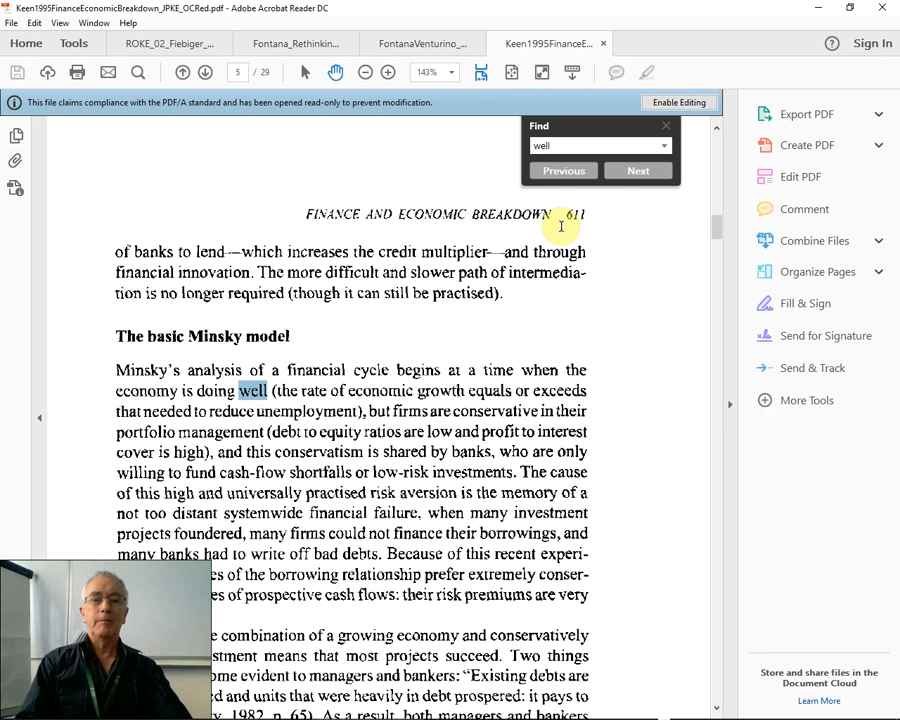 Keen1995FinanceEconomicBreakdown_JPKE_OCRed.pdf - Adobe Acrobat Reader DC
File Edit View Window Help
Home Tools ROKE_02_Fiebiger_... Fontana_Rethinkin... FontanaVenturino_... Keen1995FinanceE... × Sign In
5 / 29 143%
This file claims compliance with the PDF/A standard and has been opened read-only to prevent modification. Enable Editing
Find
well
Previous Next
FINANCE AND ECONOMIC BREAKDOWN 611
of banks to lend—which increases the credit multiplier—and through
financial innovation. The more difficult and slower path of intermedia-
tion is no longer required (though it can still be practised).
The basic Minsky model
Minsky's analysis of a financial cycle begins at a time when the
economy is doing well (the rate of economic growth equals or exceeds
that needed to reduce unemployment), but firms are conservative in their
portfolio management (debt to equity ratios are low and profit to interest
cover is high), and this conservatism is shared by banks, who are only
willing to fund cash-flow shortfalls or low-risk investments. The cause
of this high and universally practised risk aversion is the memory of a
not too distant systemwide financial failure, when many investment
projects foundered, many firms could not finance their borrowings, and
many banks had to write off bad debts. Because of this recent experi-
es of the borrowing relationship prefer extremely conser-
es of prospective cash flows: their risk premiums are very
e combination of a growing economy and conservatively
stment means that most projects succeed. Two things
ome evident to managers and bankers: “Existing debts are
d and units that were heavily in debt prospered: it pays to
y, 1982, p. 65). As a result, both managers and bankers
Export PDF
Create PDF
Edit PDF
Comment
Combine Files
Organize Pages
Fill & Sign
Send for Signature
Send & Track
More Tools
Store and share files in the
Document Cloud
Learn More